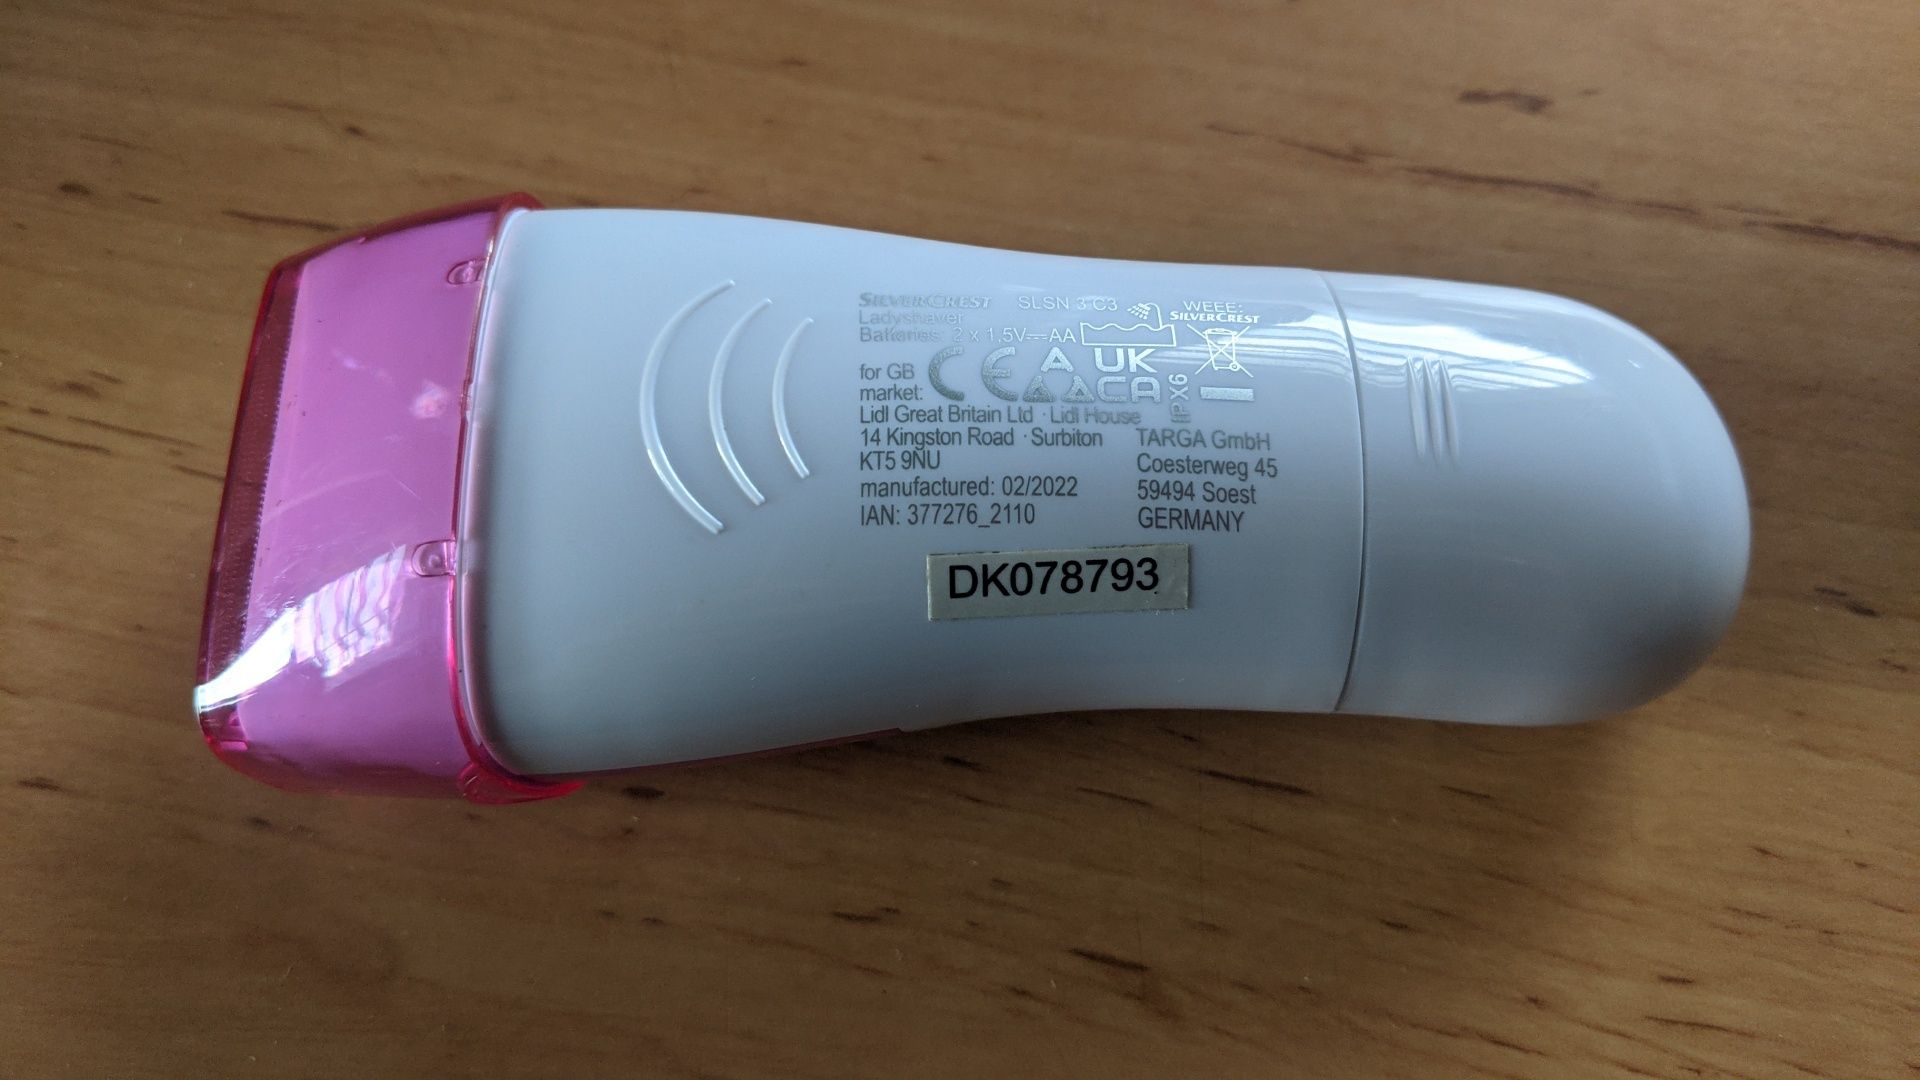 SILVERCREST SLSN 3 C3
Ladyshaver
Batteries: 2 x 1,5V⎓AA
WEEE:
SILVERCREST
for GB
market:
CE
UK
CA
IPX6
Lidl Great Britain Ltd · Lidl House
14 Kingston Road · Surbiton
KT5 9NU
manufactured: 02/2022
IAN: 377276_2110
TARGA GmbH
Coesterweg 45
59494 Soest
GERMANY
DK078793